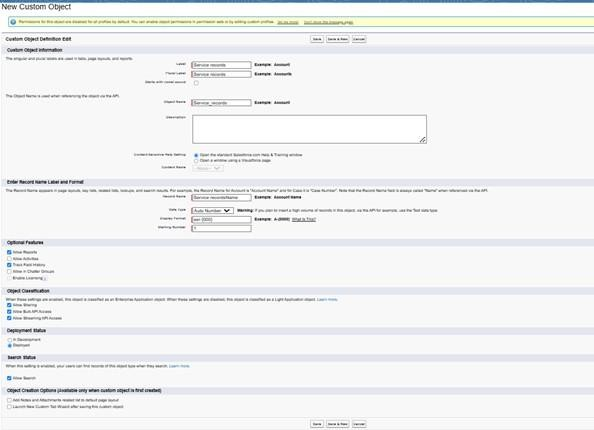 New Custom Object
Permissions for this object are disabled for all profiles by default. You can enable object permissions in permission sets or by editing custom profiles. Tell me more! Don't show this message again
Custom Object Definition Edit Save Save & New Cancel
Custom Object Information
The singular and plural labels are used in tabs, page layouts, and reports.
Label Service records Example: Account
Plural Label Service records Example: Accounts
Starts with vowel sound
The Object Name is used when referencing the object via the API.
Object Name Service_records Example: Account
Description
Context-Sensitive Help Setting Open the standard Salesforce.com Help & Training window
Open a window using a Visualforce page
Content Name --None--
Enter Record Name Label and Format
The Record Name appears in page layouts, key lists, related lists, lookups, and search results. For example, the Record Name for Account is "Account Name" and for Case it is "Case Number". Note that the Record Name field is always called "Name" when referenced via the API.
Record Name Service recordsName Example: Account Name
Data Type Auto Number Warning: If you plan to insert a high volume of records in this object, via the API for example, use the Text data type.
Display Format Example: A-{0000} What Is This?
Starting Number 1
Optional Features
Allow Reports
Allow Activities
Track Field History
Allow in Chatter Groups
Enable Licensing
Object Classification
When these settings are enabled, this object is classified as an Enterprise Application object. When these settings are disabled, this object is classified as a Light Application object. Learn more.
Allow Sharing
Allow Bulk API Access
Allow Streaming API Access
Deployment Status
In Development
Deployed
Search Status
When this setting is enabled, your users can find records of this object type when they search. Learn more.
Allow Search
Object Creation Options (Available only when custom object is first created)
Add Notes and Attachments related list to default page layout
Launch New Custom Tab Wizard after saving this custom object
Save Save & New Cancel